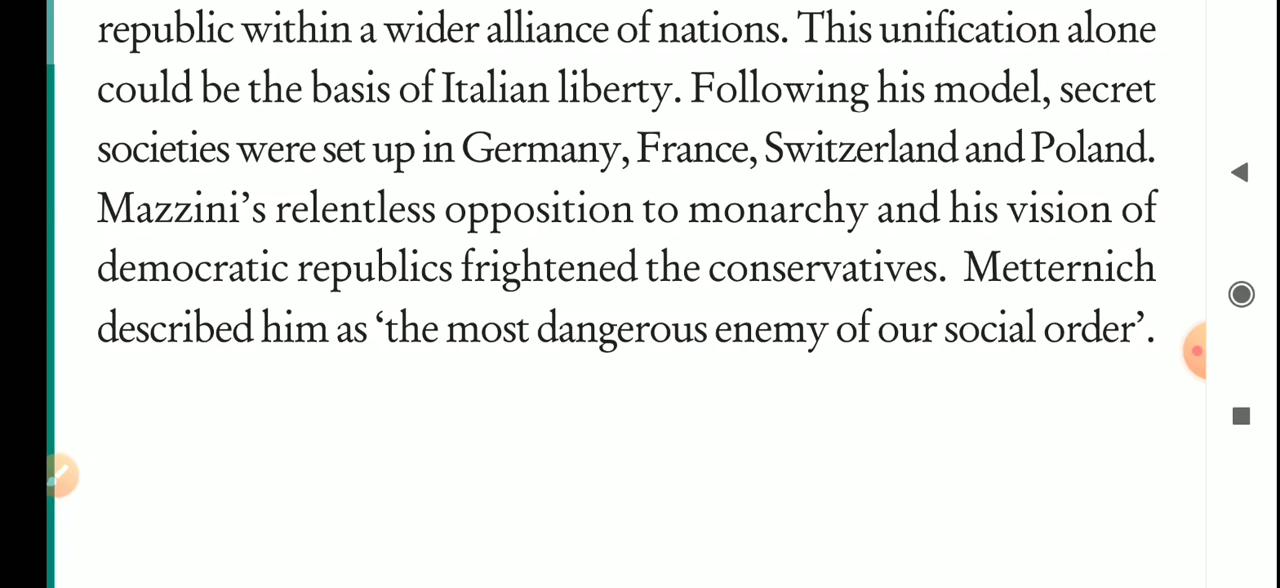 republic within a wider alliance of nations. This unification alone
could be the basis of Italian liberty. Following his model, secret
societies were set up in Germany, France, Switzerland and Poland.
Mazzini’s relentless opposition to monarchy and his vision of
democratic republics frightened the conservatives.  Metternich
described him as ‘the most dangerous enemy of our social order’.